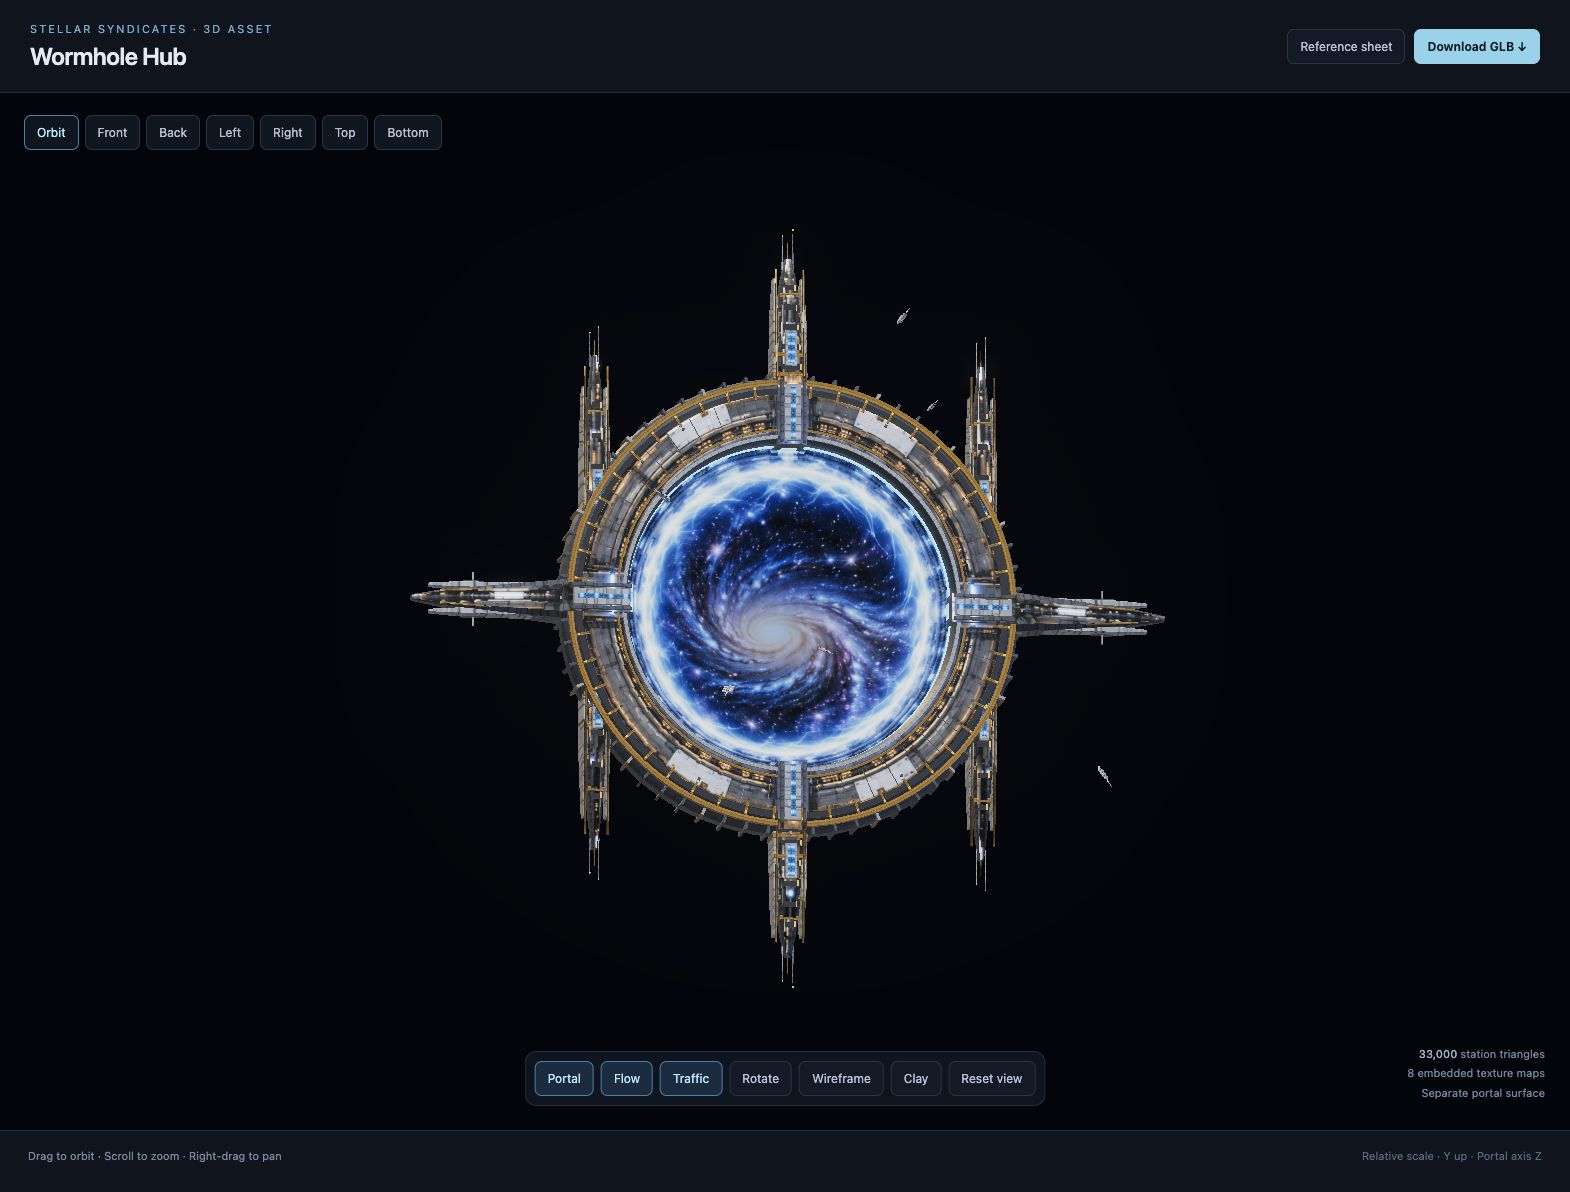 STELLAR SYNDICATES · 3D ASSET
Wormhole Hub
Reference sheet
Download GLB ↓
Orbit
Front
Back
Left
Right
Top
Bottom
Portal
Flow
Traffic
Rotate
Wireframe
Clay
Reset view
33,000 station triangles
8 embedded texture maps
Separate portal surface
Drag to orbit · Scroll to zoom · Right-drag to pan
Relative scale · Y up · Portal axis Z